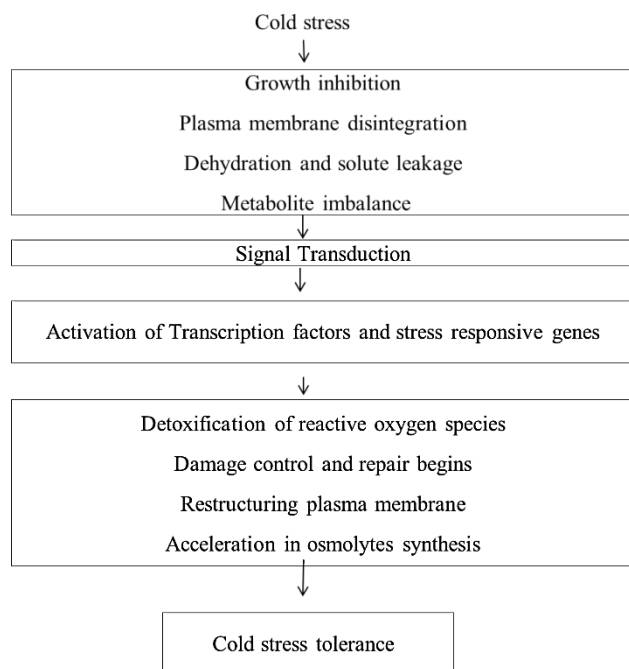 Cold stress
Growth inhibition
Plasma membrane disintegration
Dehydration and solute leakage
Metabolite imbalance
Signal Transduction
Activation of Transcription factors and stress responsive genes
Detoxification of reactive oxygen species
Damage control and repair begins
Restructuring plasma membrane
Acceleration in osmolytes synthesis
Cold stress tolerance